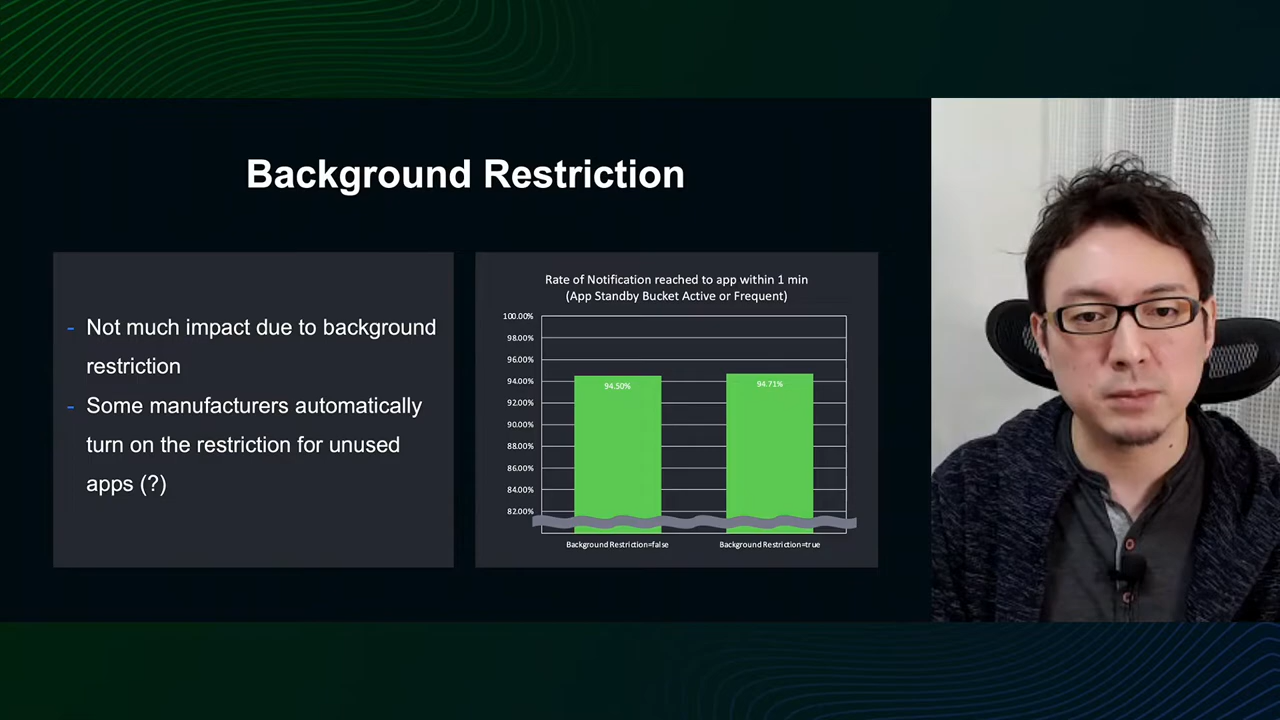 Background Restriction
- Not much impact due to background
restriction
- Some manufacturers automatically
turn on the restriction for unused
apps (?)
Rate of Notification reached to app within 1 min
(App Standby Bucket Active or Frequent)
100.00%
98.00%
96.00%
94.00%
92.00%
90.00%
88.00%
86.00%
84.00%
82.00%
94.50%
94.71%
Background Restriction=false
Background Restriction=true